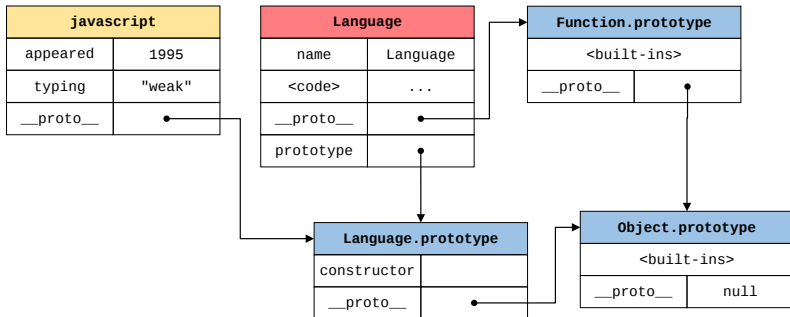 javascript
appeared 1995
typing "weak"
__proto__
Language
name Language
<code> ...
__proto__
prototype
Function.prototype
<built-ins>
__proto__
Language.prototype
constructor
__proto__
Object.prototype
<built-ins>
__proto__ null